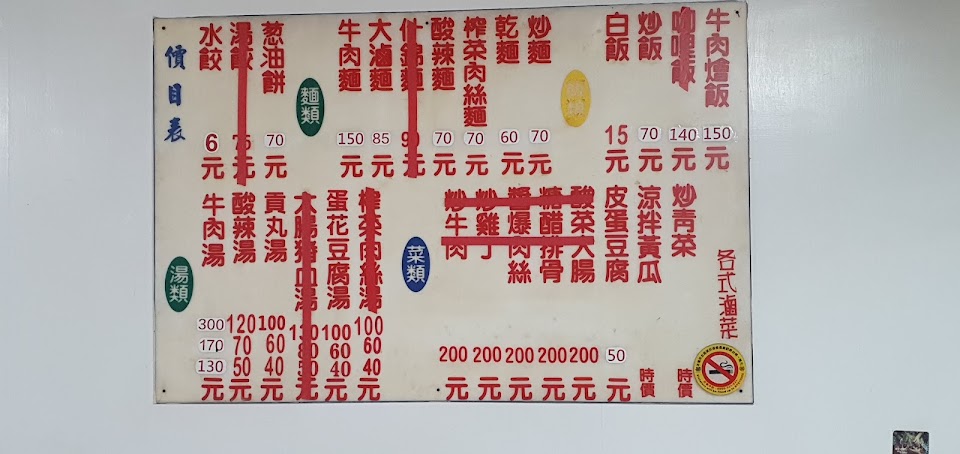 價目表
水餃 6元
湯餃 75元
葱油餅 70元
麵類
牛肉麵 150元
大滷麵 85元
什錦麵 90元
酸辣麵 70元
榨菜肉絲麵 70元
乾麵 60元
炒麵 70元
飯類
白飯 15元
炒飯 70元
咖哩飯 140元
牛肉燴飯 150元
湯類
牛肉湯 300 170 130元
酸辣湯 120 70 50元
貢丸湯 100 60 40元
大腸豬血湯 130 80 50元
蛋花豆腐湯 100 60 40元
榨菜肉絲湯 100 60 40元
菜類
炒牛肉 200元
炒雞丁 200元
醬爆肉絲 200元
糖醋排骨 200元
酸菜大腸 200元
皮蛋豆腐 50元
涼拌黃瓜 時價
炒青菜 時價
各式滷菜